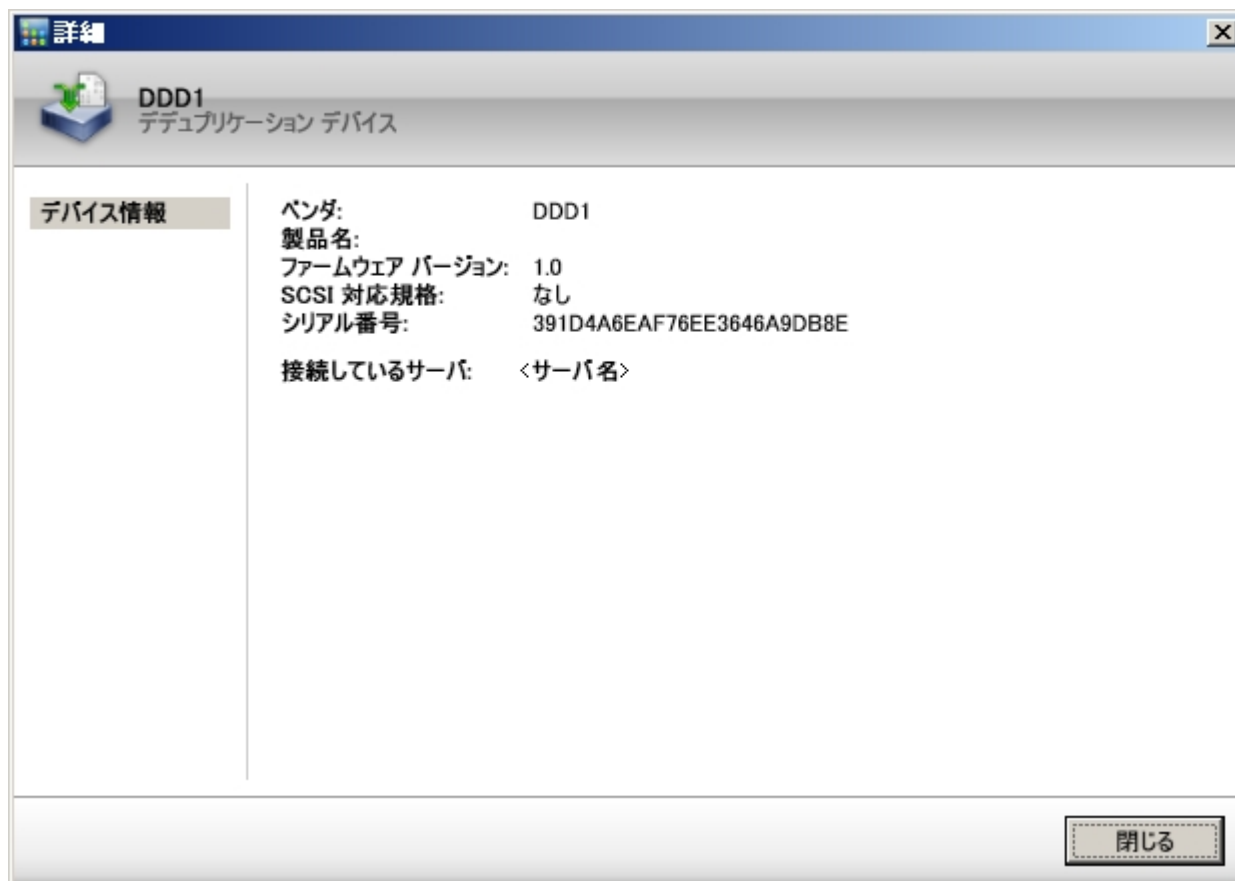 詳細
DDD1
デデュプリケーション デバイス
デバイス情報
ベンダ: DDD1
製品名:
ファームウェア バージョン: 1.0
SCSI 対応規格: なし
シリアル番号: 391D4A6EAF76EE3646A9DB8E
接続しているサーバ: <サーバ名>
閉じる